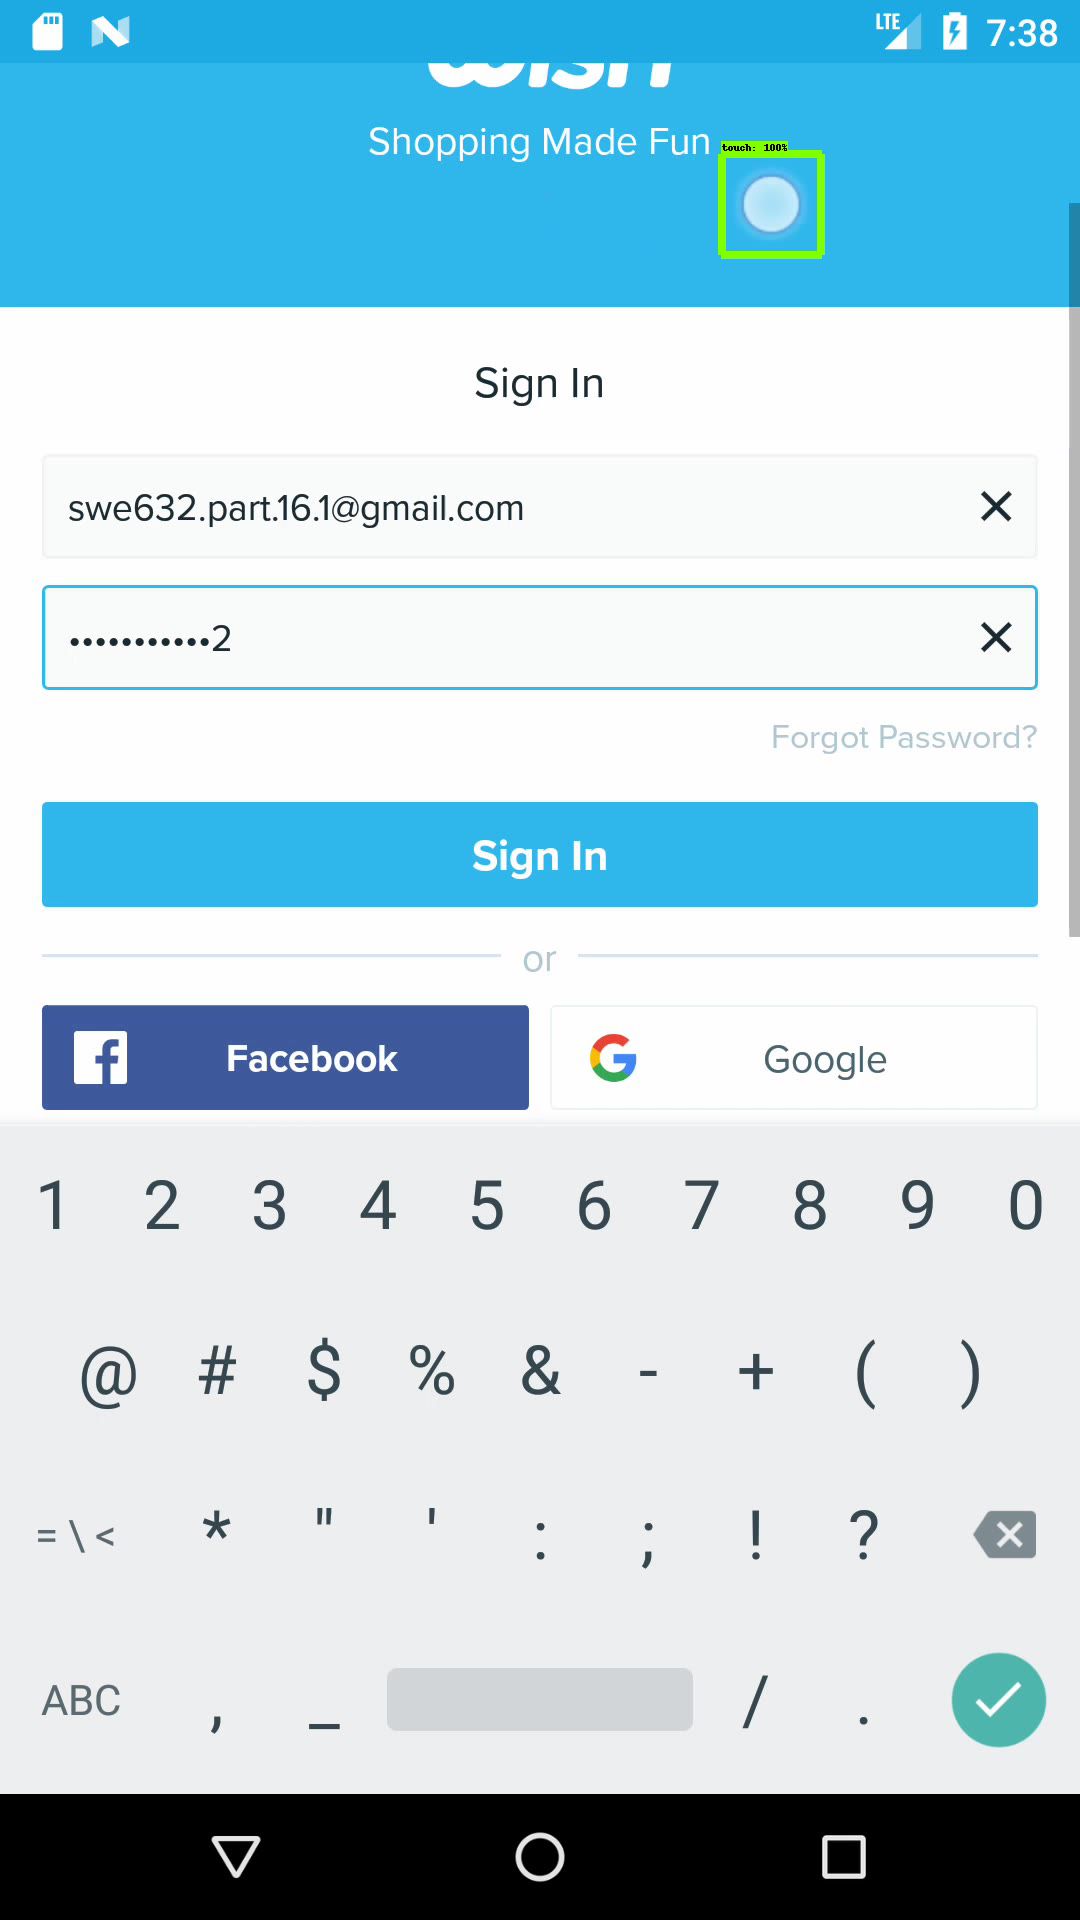 LTE 7:38
wish
Shopping Made Fun
touch: 100%
Sign In
swe632.part.16.1@gmail.com
•••••••••••2
Forgot Password?
Sign In
or
Facebook
Google
1 2 3 4 5 6 7 8 9 0
@ # $ % & - + ( )
= \ < * " ' : ; ! ?
ABC , _ / .